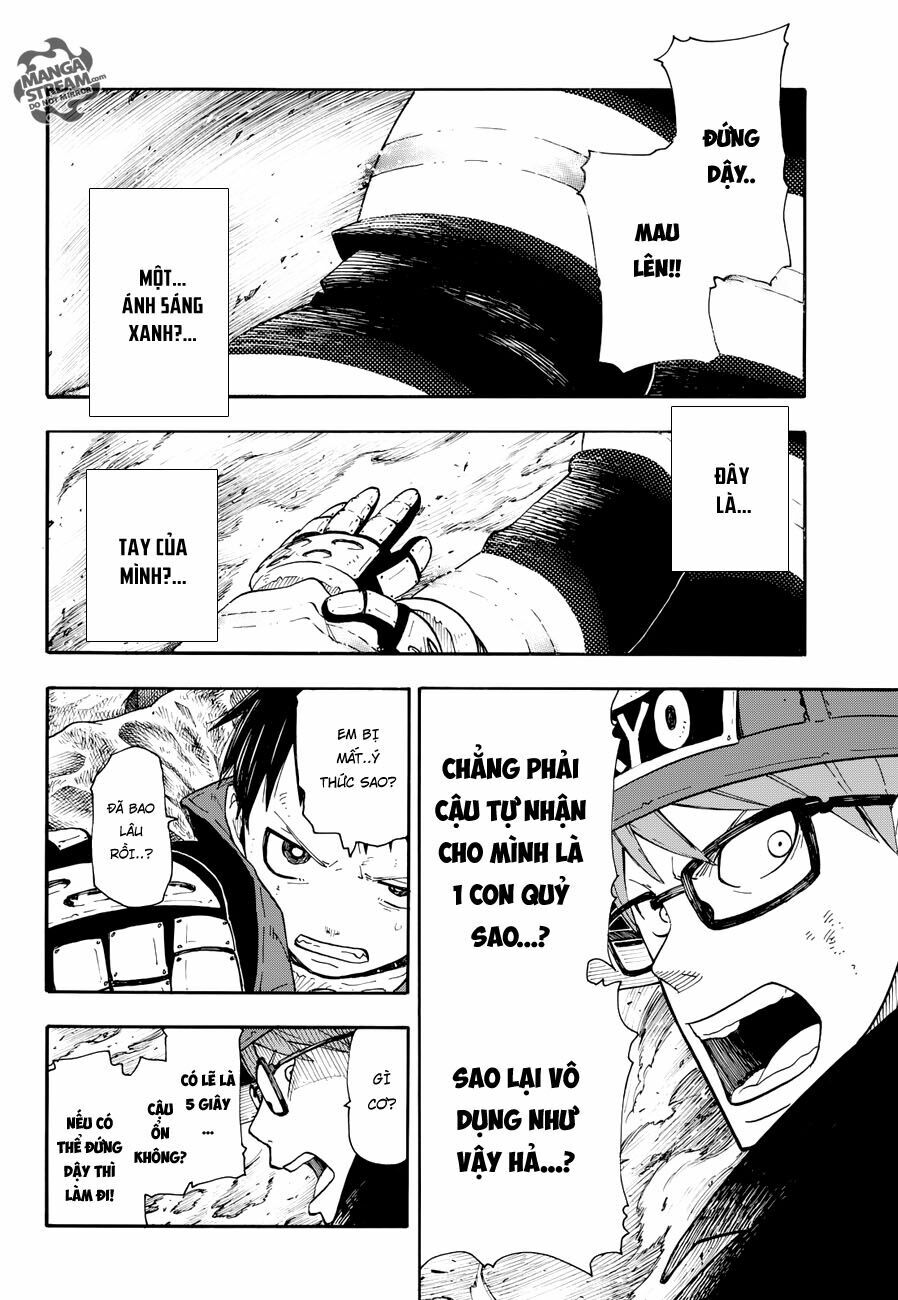 MANGA
STREAM.com
DO NOT MIRROR
ĐỨNG
DẬY..
MAU
LÊN!!
MỘT...
ÁNH SÁNG
XANH?...
ĐÂY
LÀ...
TAY CỦA
MÌNH?...
YO
CHẲNG PHẢI
CẬU TỰ NHẬN
CHO MÌNH LÀ
1 CON QUỶ
SAO...?
SAO LẠI VÔ
DỤNG NHƯ
VẬY HẢ...?
EM BỊ
MẤT..Ý
THỨC SAO?
ĐÃ BAO
LÂU
RỒI..?
GÌ
CƠ?
CÓ LẼ LÀ
5 GIÂY
...
CẬU
ỔN
KHÔNG?
NẾU CÓ
THỂ ĐỨNG
DẬY THÌ
LÀM ĐI!